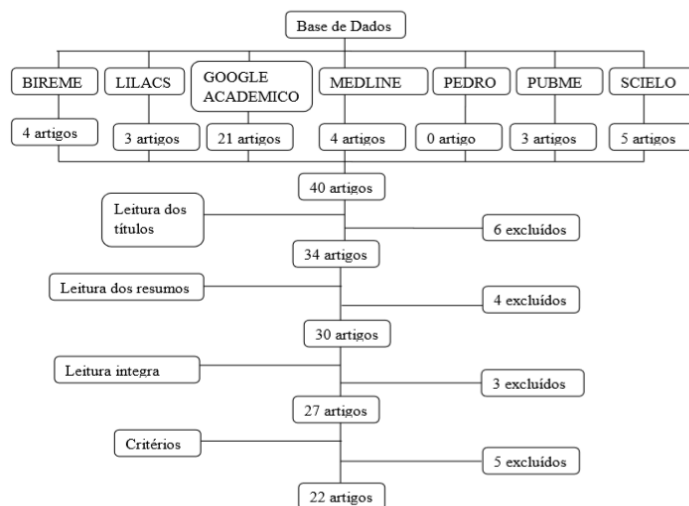 Base de Dados
BIREME
LILACS
GOOGLE
ACADEMICO
MEDLINE
PEDRO
PUBME
SCIELO
4 artigos
3 artigos
21 artigos
4 artigos
0 artigo
3 artigos
5 artigos
40 artigos
Leitura dos
títulos
6 excluídos
34 artigos
Leitura dos resumos
4 excluídos
30 artigos
Leitura integra
3 excluídos
27 artigos
Critérios
5 excluídos
22 artigos